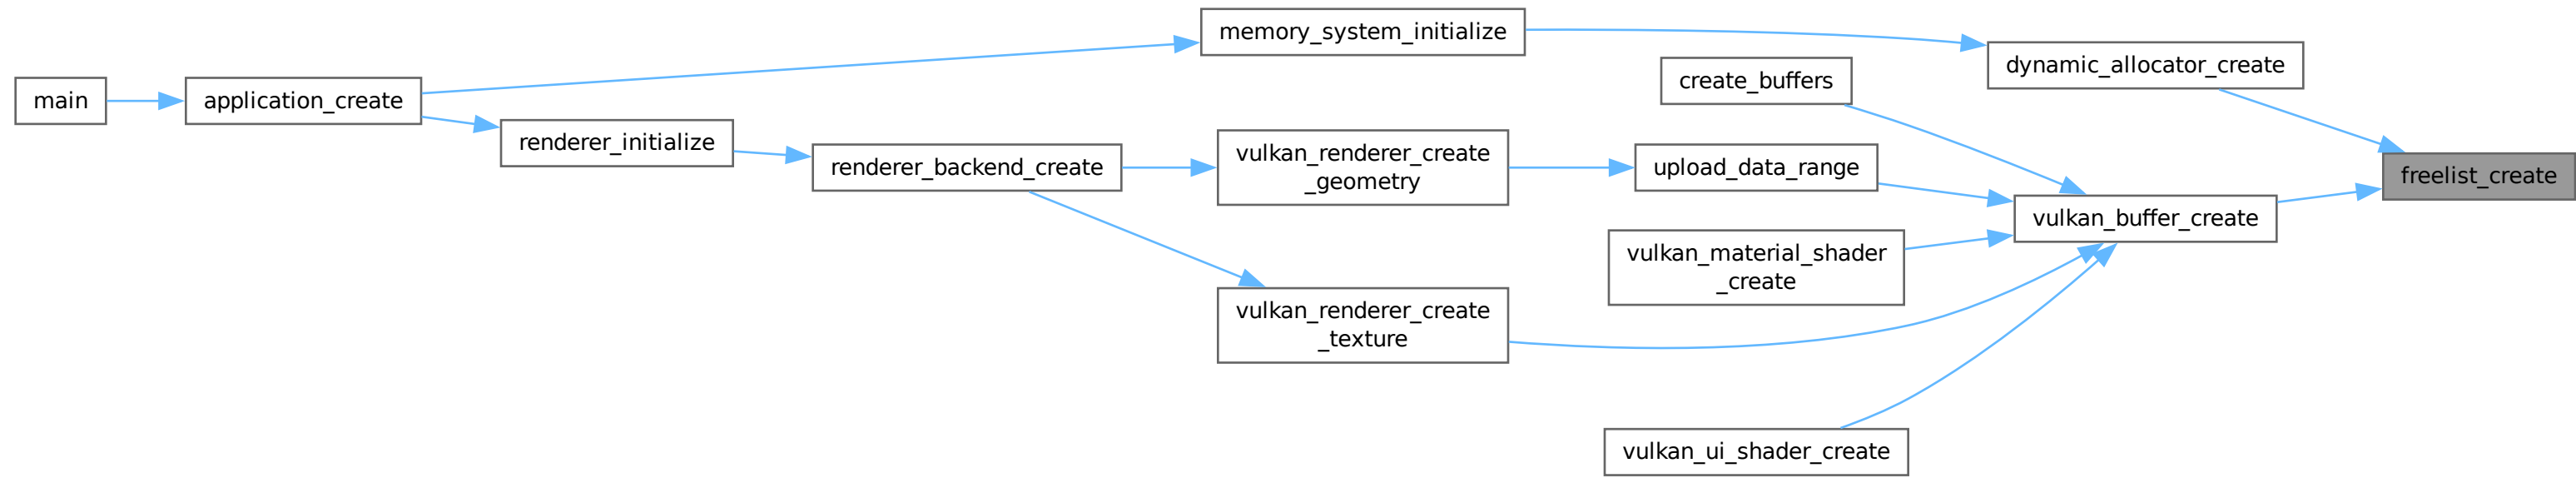 main
application_create
memory_system_initialize
renderer_initialize
renderer_backend_create
vulkan_renderer_create
_geometry
vulkan_renderer_create
_texture
create_buffers
upload_data_range
vulkan_material_shader
_create
vulkan_ui_shader_create
dynamic_allocator_create
vulkan_buffer_create
freelist_create